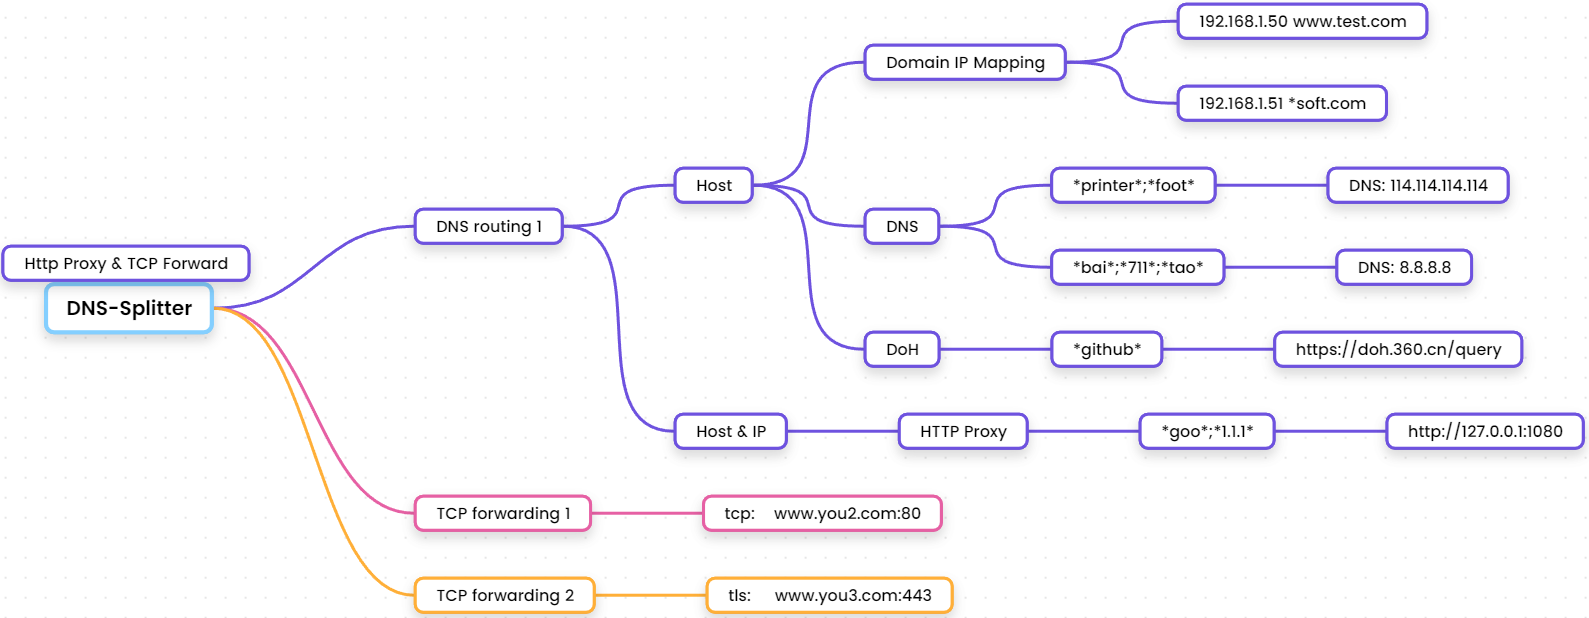 Http Proxy & TCP Forward
DNS-Splitter
DNS routing 1
Host
Domain IP Mapping
192.168.1.50 www.test.com
192.168.1.51 *soft.com
DNS
*printer*;*foot*
DNS: 114.114.114.114
*bai*;*711*;*tao*
DNS: 8.8.8.8
DoH
*github*
https://doh.360.cn/query
Host & IP
HTTP Proxy
*goo*;*1.1.1*
http://127.0.0.1:1080
TCP forwarding 1
tcp: www.you2.com:80
TCP forwarding 2
tls: www.you3.com:443